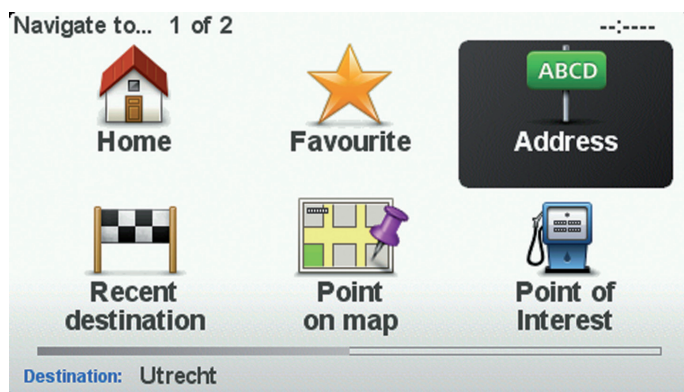 Navigate to... 1 of 2
--:----
ABCD
Home
Favourite
Address
Recent
destination
Point
on map
Point of
Interest
Destination: Utrecht